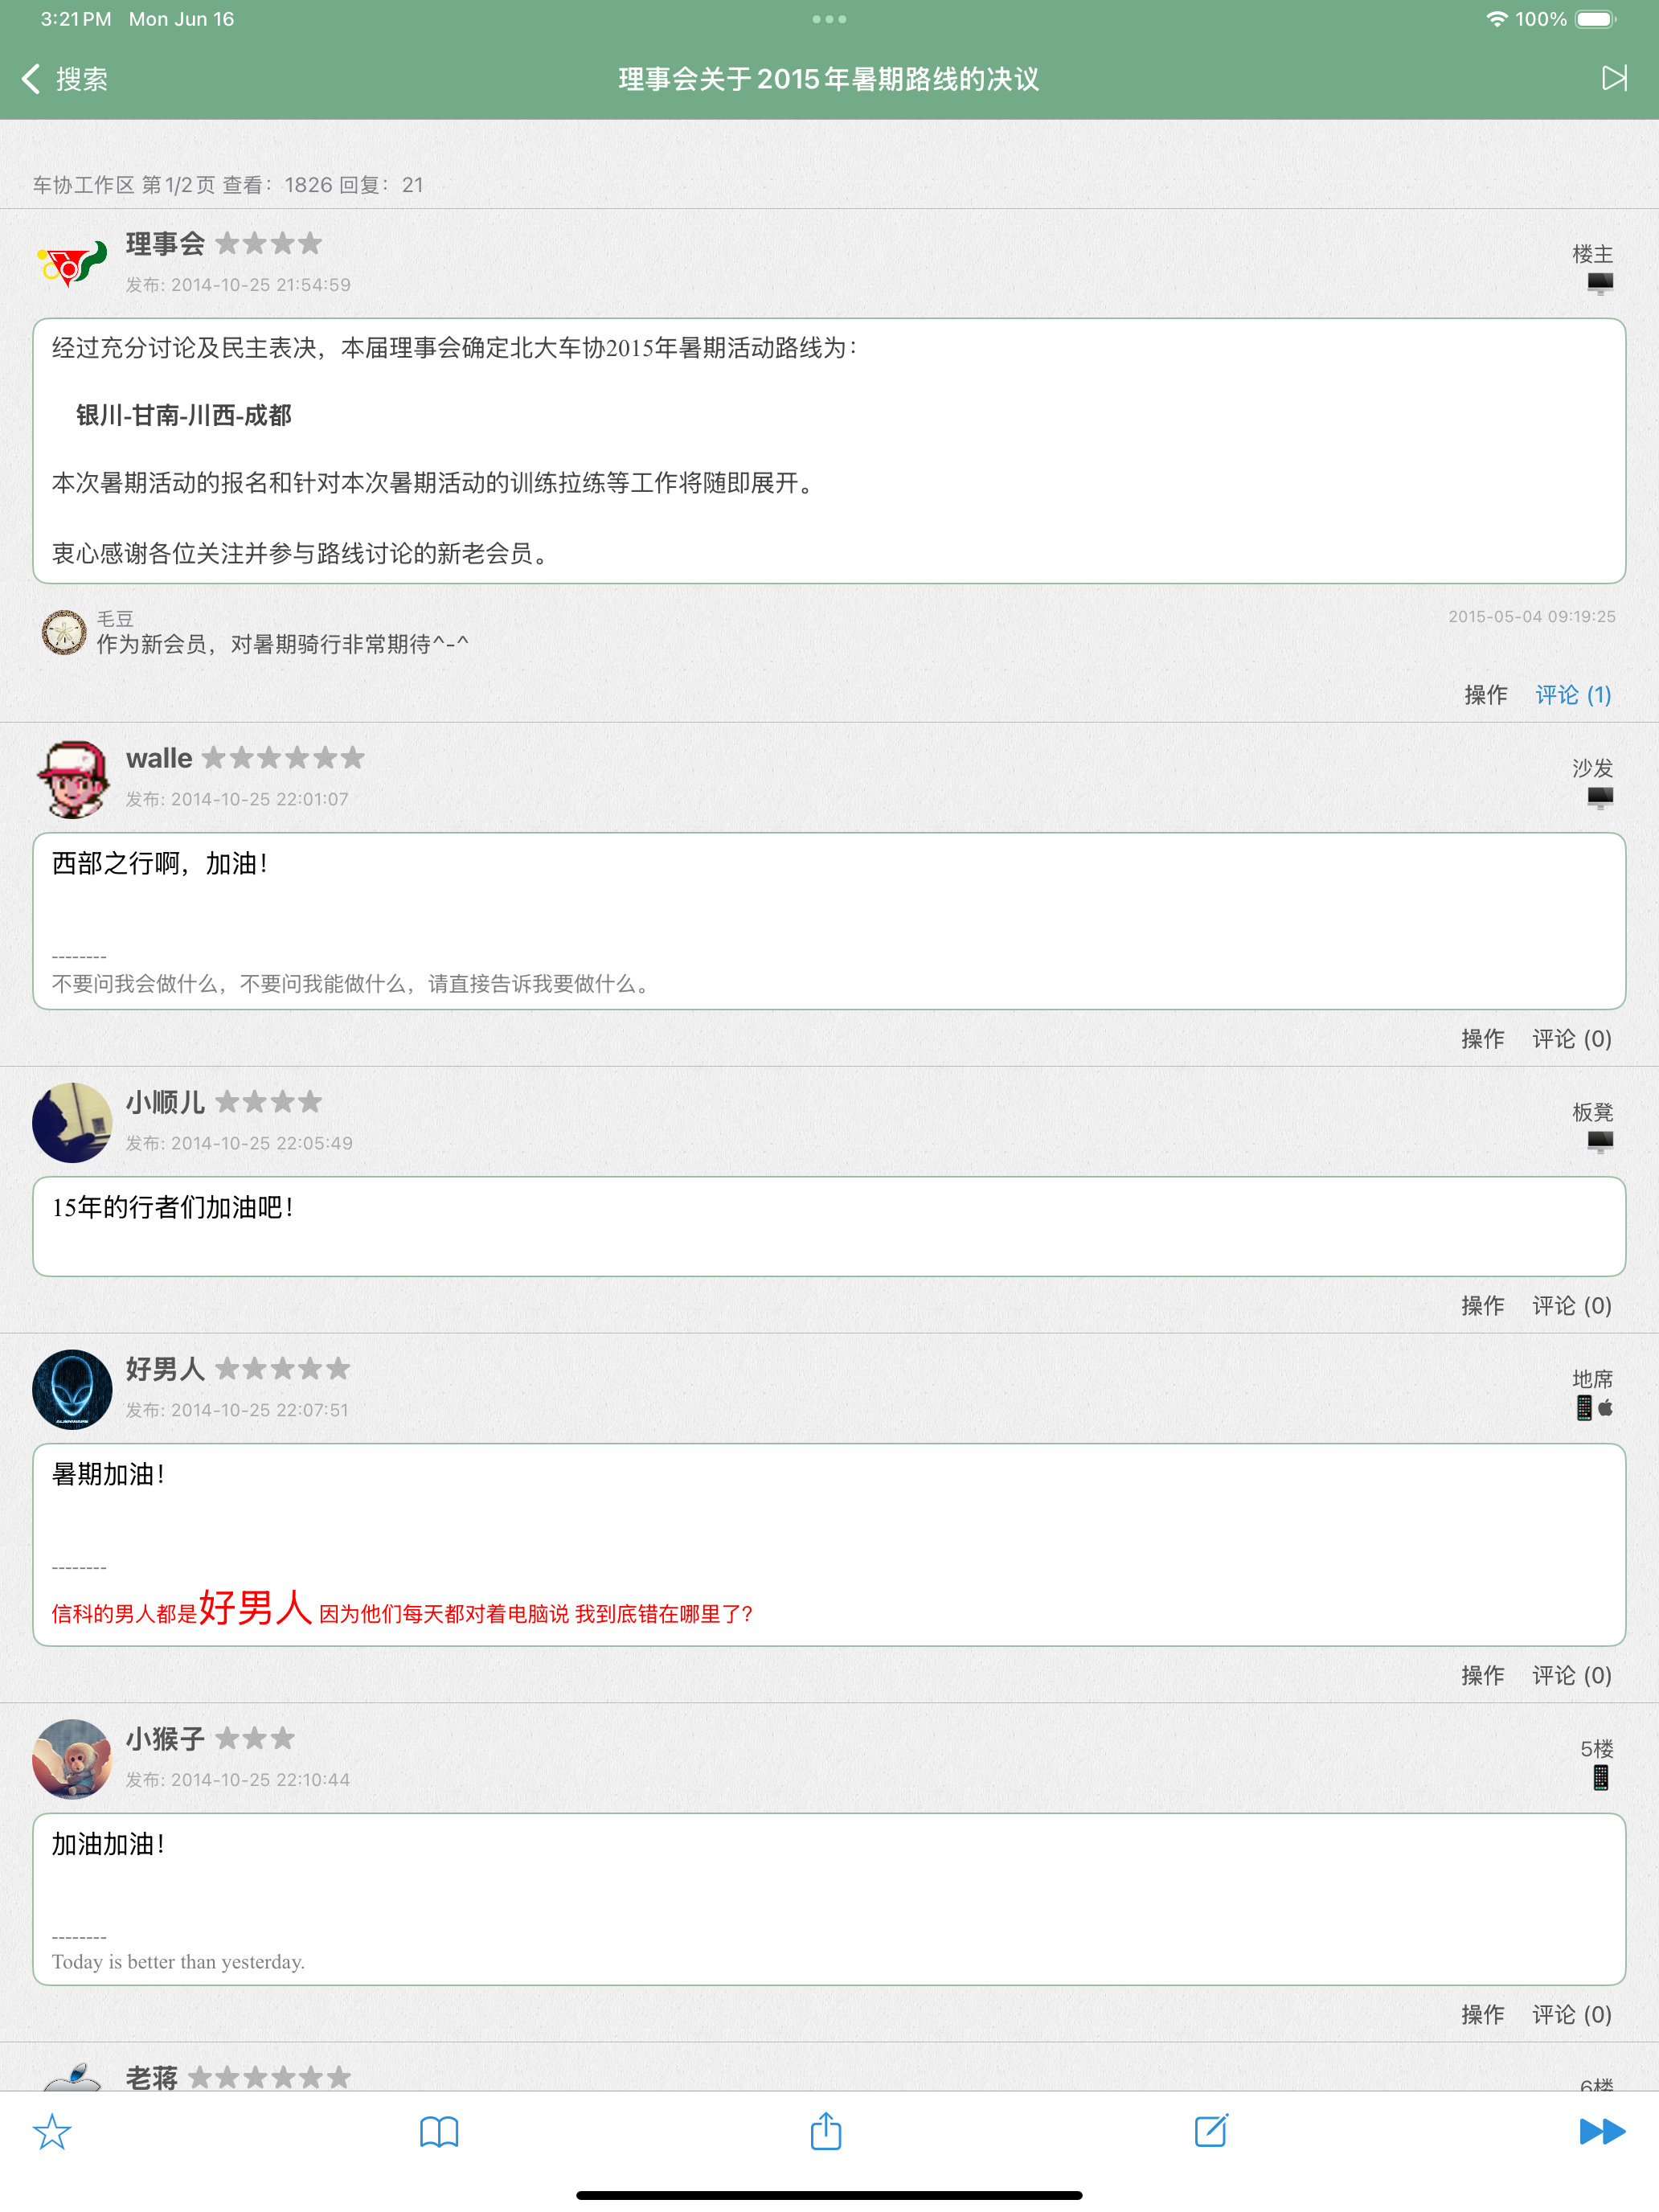 3:21 PM Mon Jun 16
100%
搜索
理事会关于2015年暑期路线的决议
车协工作区 第1/2页 查看：1826 回复：21
理事会
楼主
发布: 2014-10-25 21:54:59
经过充分讨论及民主表决，本届理事会确定北大车协2015年暑期活动路线为：
银川-甘南-川西-成都
本次暑期活动的报名和针对本次暑期活动的训练拉练等工作将随即展开。
衷心感谢各位关注并参与路线讨论的新老会员。
毛豆
2015-05-04 09:19:25
作为新会员，对暑期骑行非常期待^-^
操作 评论 (1)
walle
沙发
发布: 2014-10-25 22:01:07
西部之行啊，加油！
--------
不要问我会做什么，不要问我能做什么，请直接告诉我要做什么。
操作 评论 (0)
小顺儿
板凳
发布: 2014-10-25 22:05:49
15年的行者们加油吧！
操作 评论 (0)
好男人
地席
发布: 2014-10-25 22:07:51
暑期加油！
--------
信科的男人都是好男人 因为他们每天都对着电脑说 我到底错在哪里了?
操作 评论 (0)
小猴子
5楼
发布: 2014-10-25 22:10:44
加油加油！
--------
Today is better than yesterday.
操作 评论 (0)
老蒋
6楼